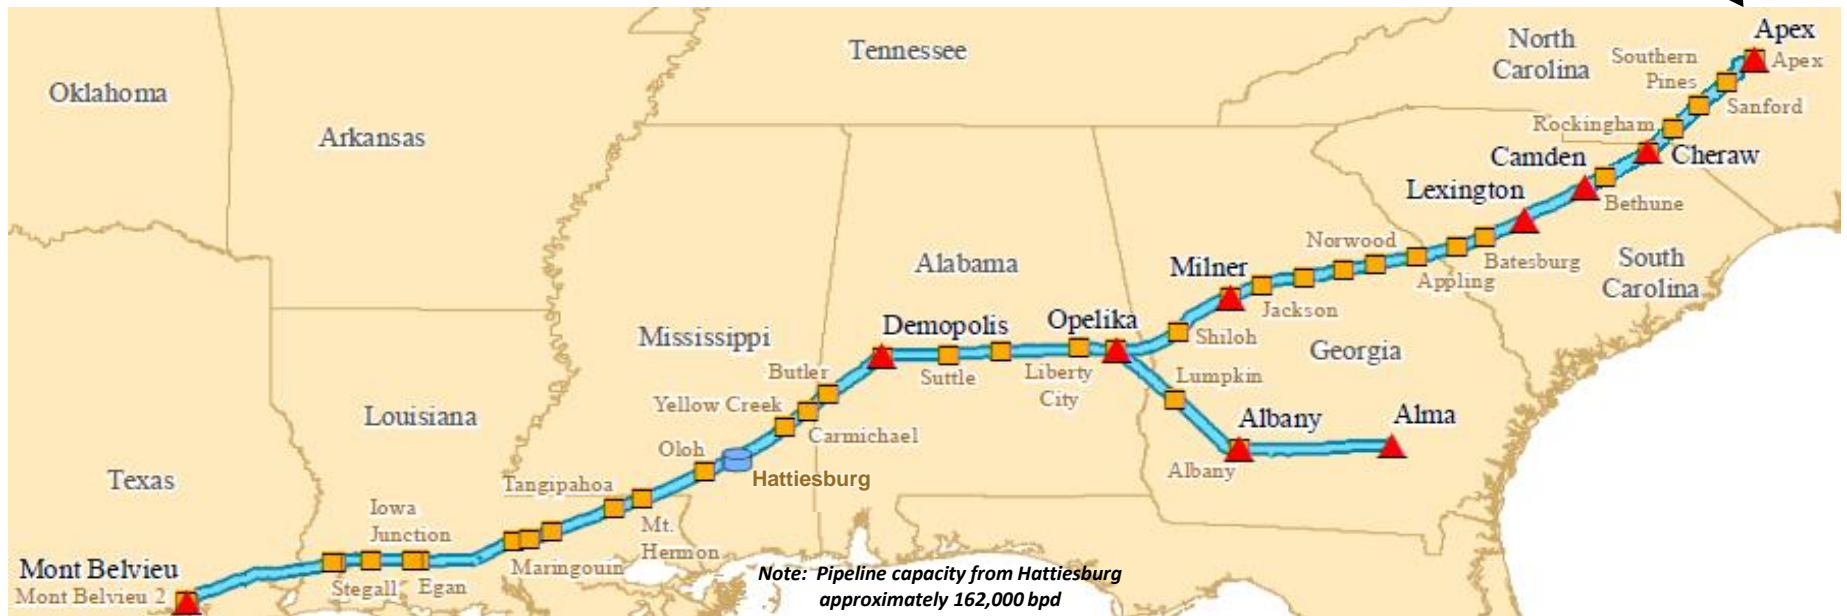 Apex
North
Carolina
Southern
Pines
Apex
Tennessee
Oklahoma
Sanford
Arkansas
Rockingham
Camden
Cheraw
Lexington
Bethune
Norwood
Batesburg
South
Carolina
Alabama
Milner
Appling
Jackson
Mississippi
Demopolis
Opelika
Shiloh
Georgia
Butler
Suttle
Liberty
City
Lumpkin
Louisiana
Yellow Creek
Carmichael
Albany
Alma
Oloh
Albany
Texas
Hattiesburg
Tangipahoa
Iowa
Junction
Mt.
Hermon
Mont Belvieu
Mont Belvieu 2
Stegall
Egan
Maringouin
Note: Pipeline capacity from Hattiesburg
approximately 162,000 bpd